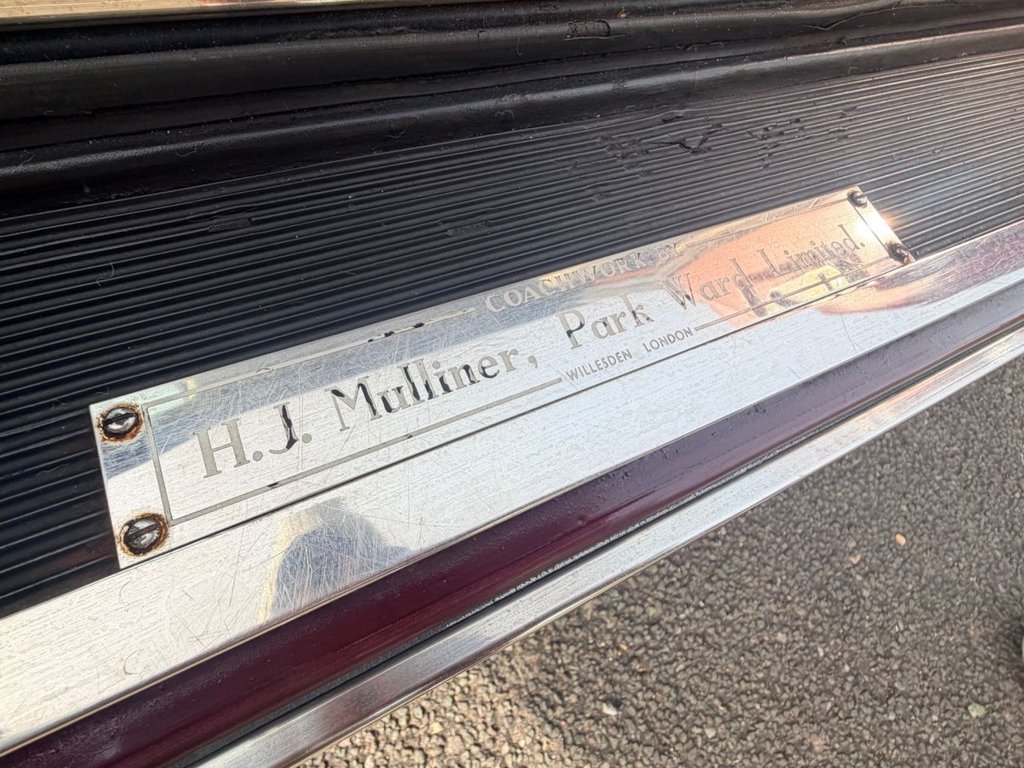 COACHWORK BY
H.J. Mulliner, Park Ward Limited.
WILLESDEN LONDON